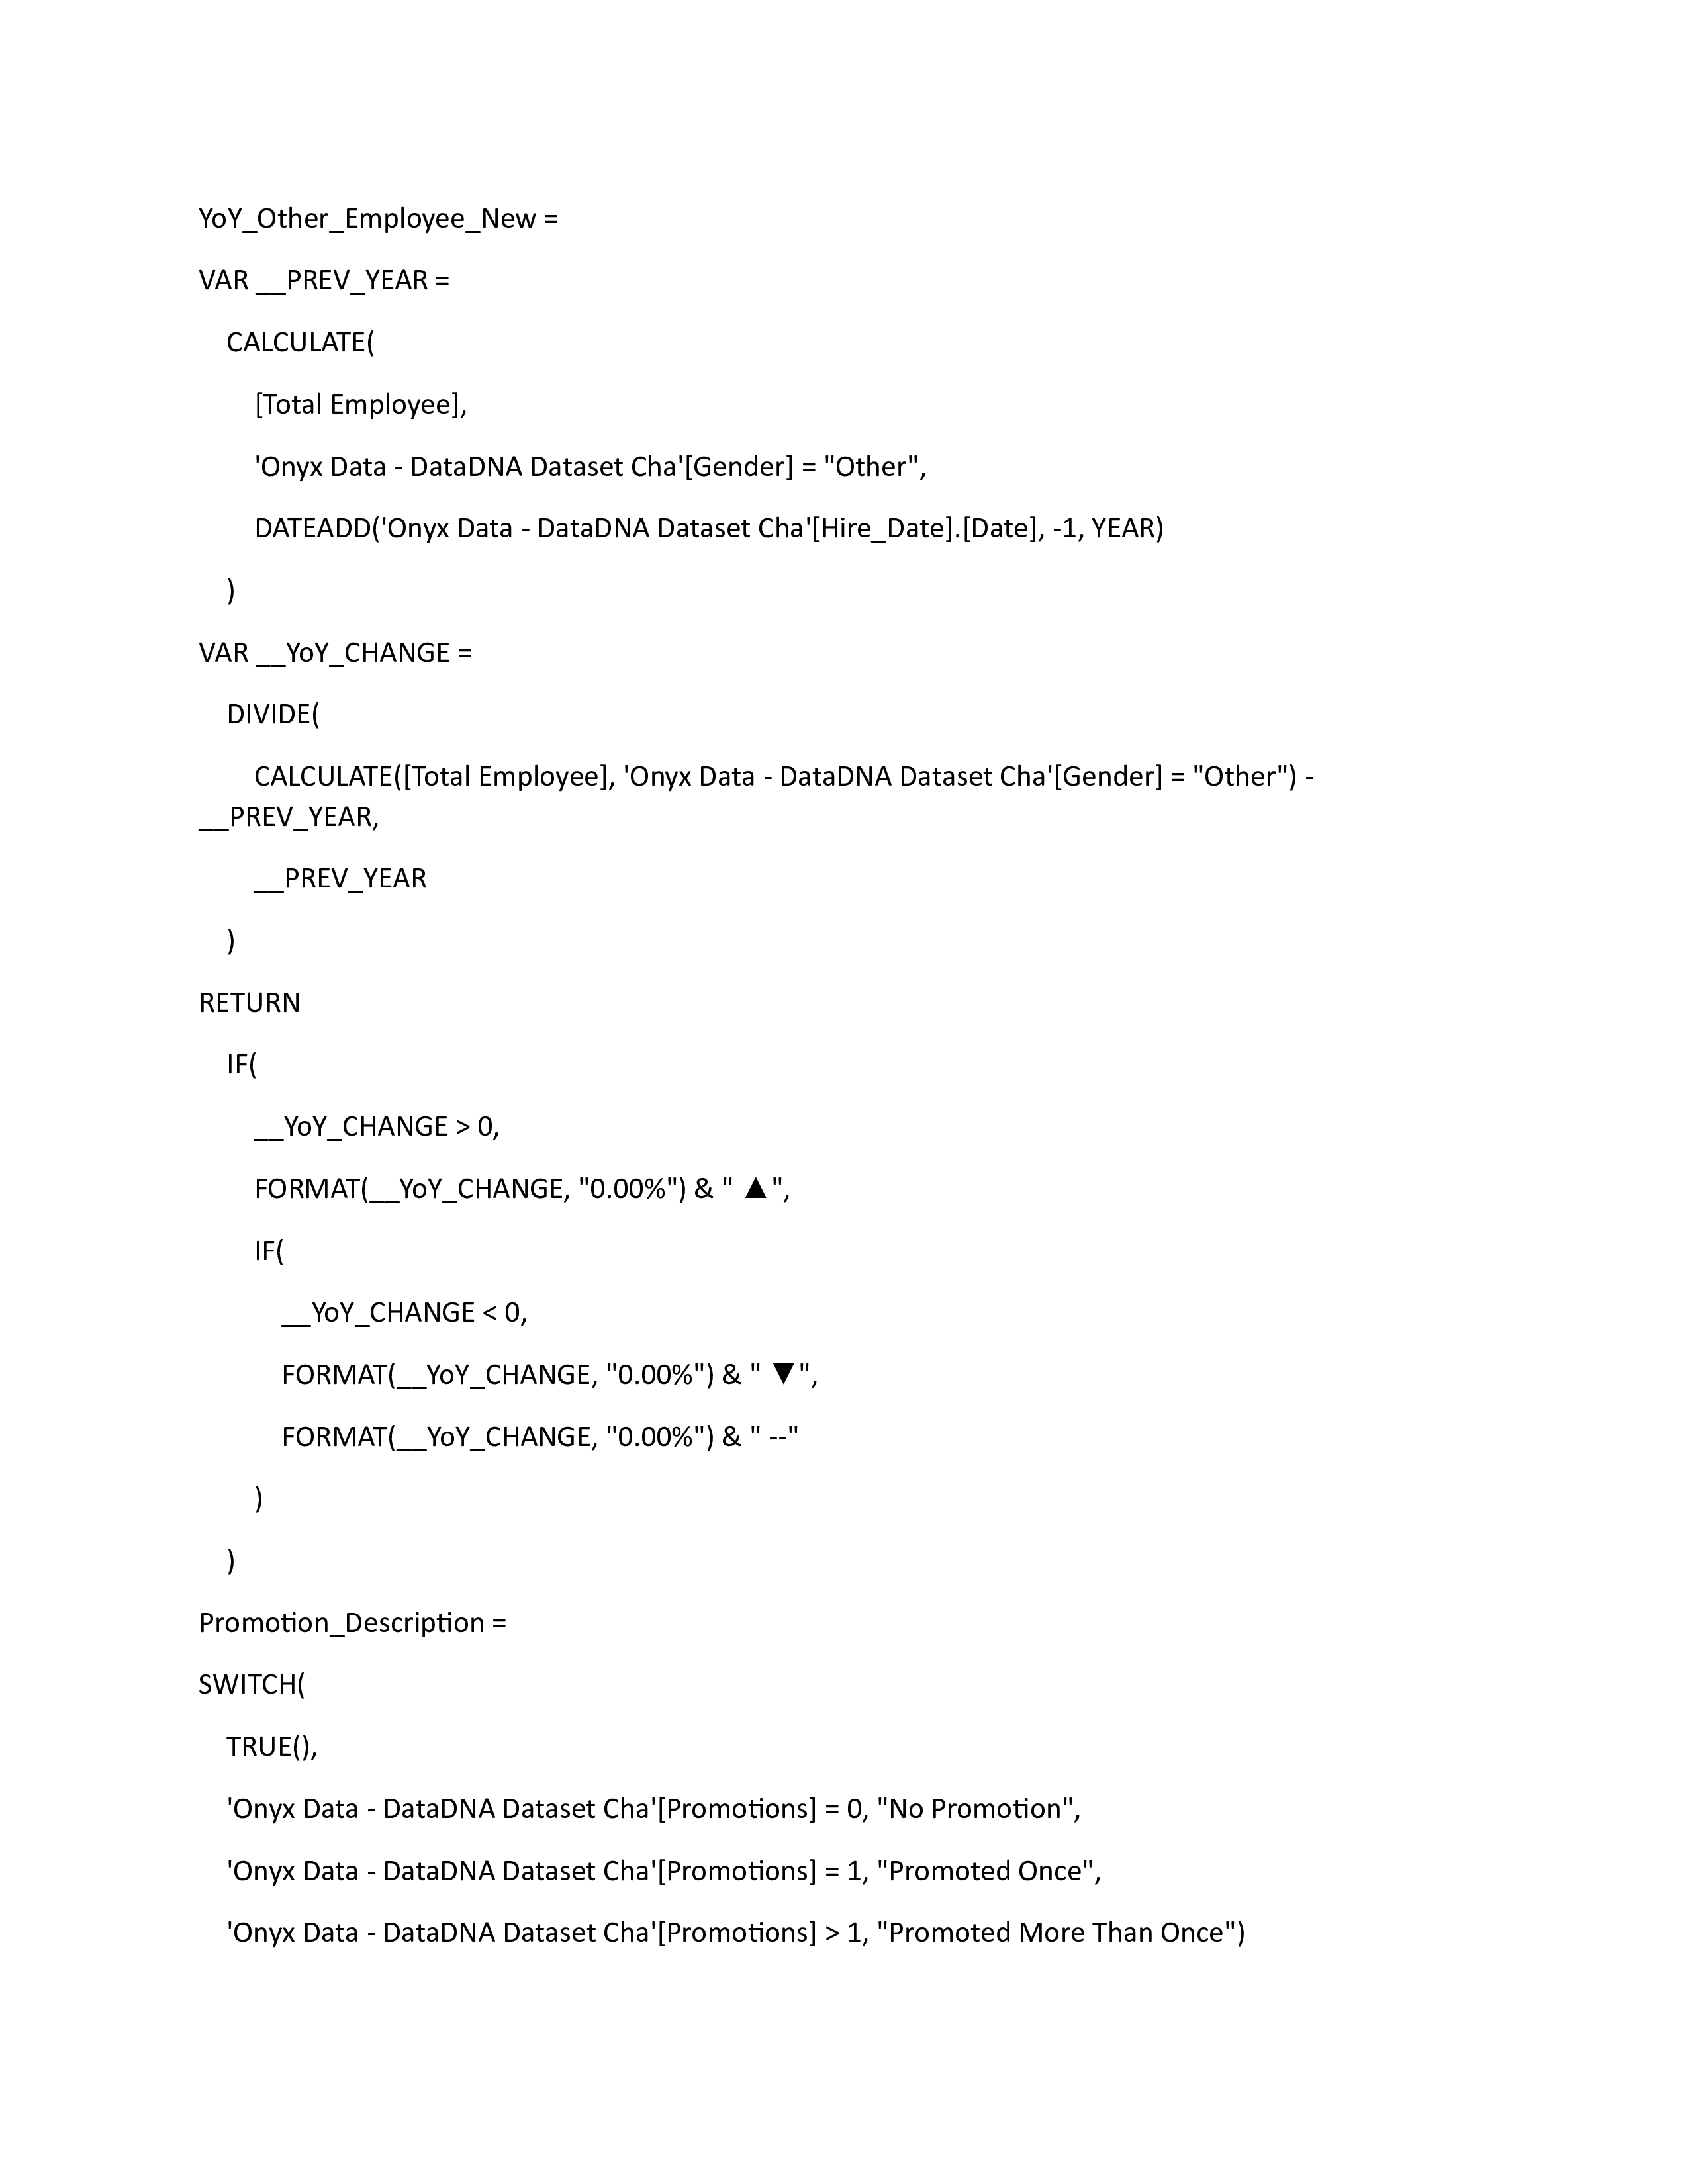 YoY_Other_Employee_New =
VAR __PREV_YEAR =
CALCULATE(
[Total Employee],
'Onyx Data - DataDNA Dataset Cha'[Gender] = "Other",
DATEADD('Onyx Data - DataDNA Dataset Cha'[Hire_Date].[Date], -1, YEAR)
)
VAR __YoY_CHANGE =
DIVIDE(
CALCULATE([Total Employee], 'Onyx Data - DataDNA Dataset Cha'[Gender] = "Other") -
__PREV_YEAR,
__PREV_YEAR
)
RETURN
IF(
__YoY_CHANGE > 0,
FORMAT(__YoY_CHANGE, "0.00%") & " ▲",
IF(
__YoY_CHANGE < 0,
FORMAT(__YoY_CHANGE, "0.00%") & " ▼",
FORMAT(__YoY_CHANGE, "0.00%") & " --"
)
)
Promotion_Description =
SWITCH(
TRUE(),
'Onyx Data - DataDNA Dataset Cha'[Promotions] = 0, "No Promotion",
'Onyx Data - DataDNA Dataset Cha'[Promotions] = 1, "Promoted Once",
'Onyx Data - DataDNA Dataset Cha'[Promotions] > 1, "Promoted More Than Once")